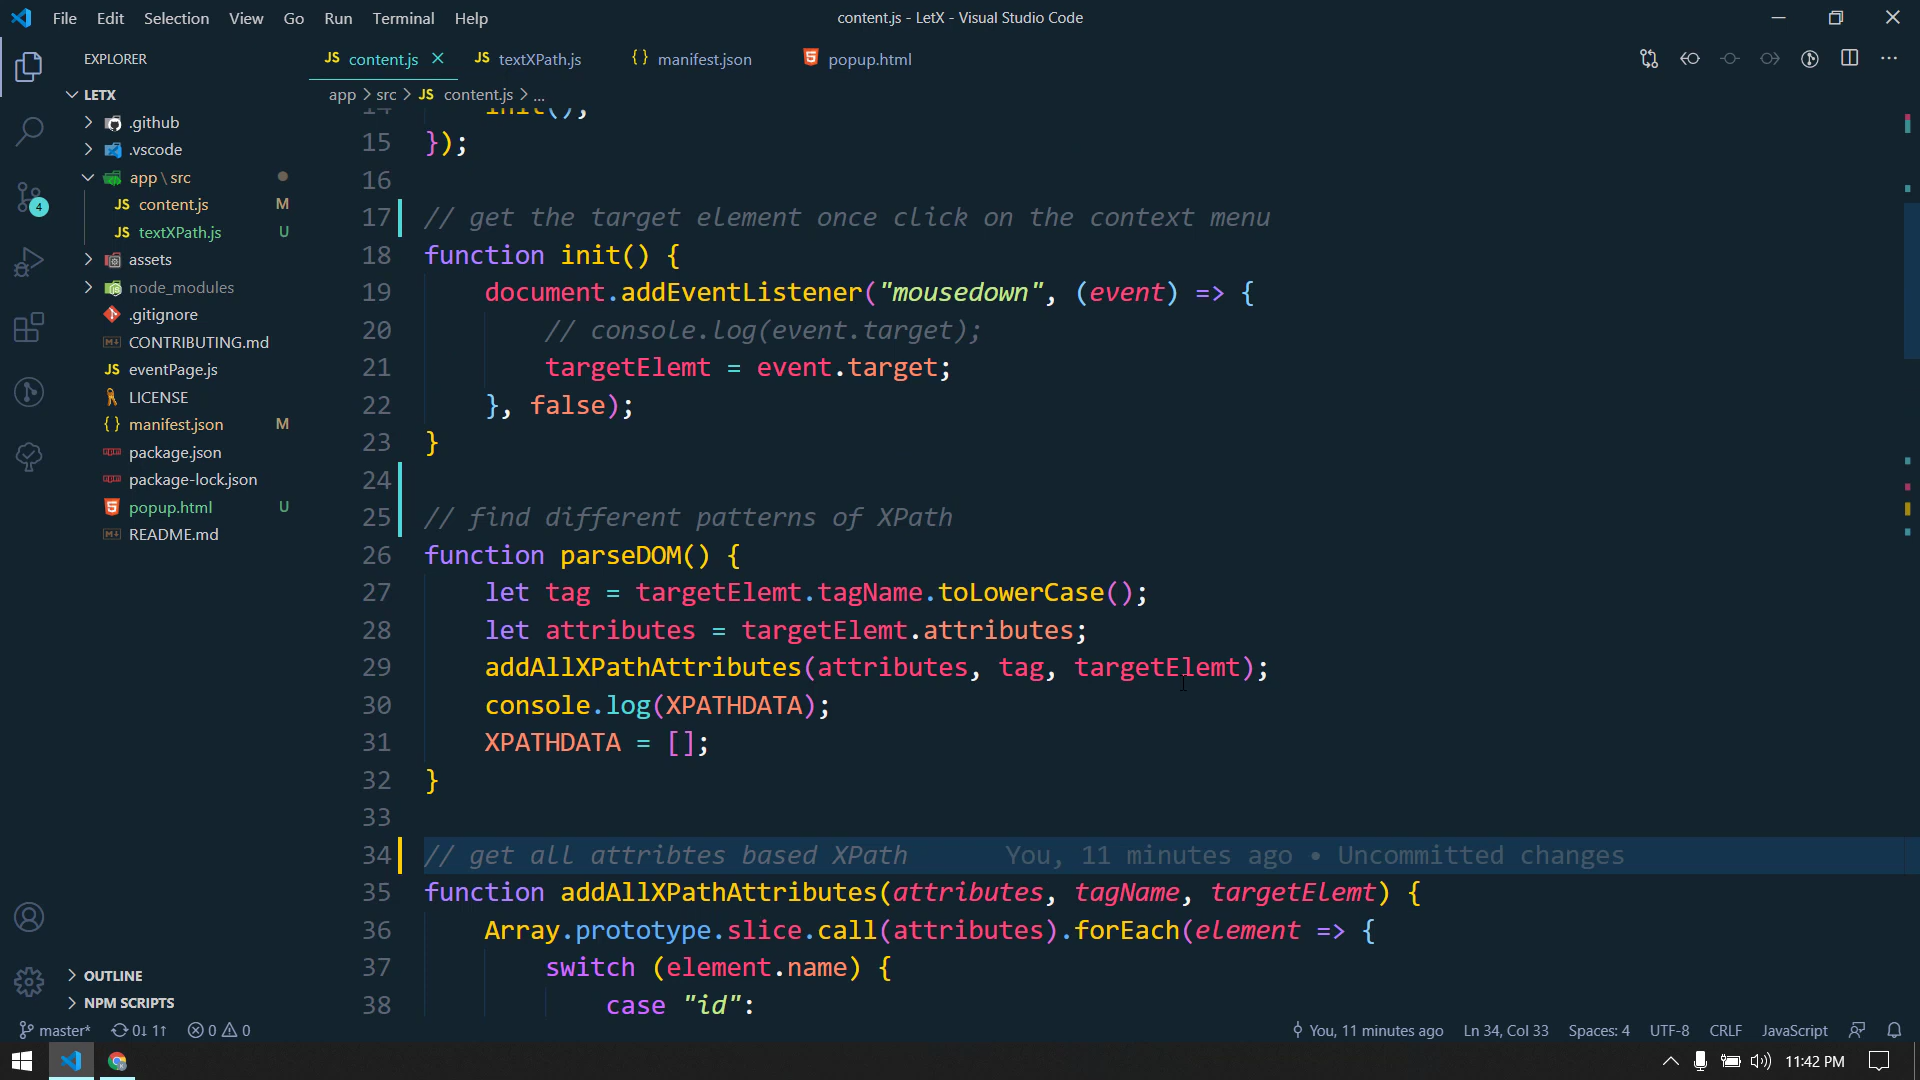 File Edit Selection View Go Run Terminal Help
content.js - LetX - Visual Studio Code
EXPLORER
JS content.js
JS textXPath.js
{} manifest.json
popup.html
LETX
.github
.vscode
app \ src
JS content.js M
JS textXPath.js U
assets
node_modules
.gitignore
CONTRIBUTING.md
JS eventPage.js
LICENSE
{} manifest.json M
package.json
package-lock.json
popup.html U
README.md
OUTLINE
NPM SCRIPTS
4
app > src > JS content.js > ...
14 init();
15 });
16
17 // get the target element once click on the context menu
18 function init() {
19 document.addEventListener("mousedown", (event) => {
20 // console.log(event.target);
21 targetElemt = event.target;
22 }, false);
23 }
24
25 // find different patterns of XPath
26 function parseDOM() {
27 let tag = targetElemt.tagName.toLowerCase();
28 let attributes = targetElemt.attributes;
29 addAllXPathAttributes(attributes, tag, targetElemt);
30 console.log(XPATHDATA);
31 XPATHDATA = [];
32 }
33
34 // get all attribtes based XPath You, 11 minutes ago • Uncommitted changes
35 function addAllXPathAttributes(attributes, tagName, targetElemt) {
36 Array.prototype.slice.call(attributes).forEach(element => {
37 switch (element.name) {
38 case "id":
master* 0↓ 1↑ 0 0
You, 11 minutes ago Ln 34, Col 33 Spaces: 4 UTF-8 CRLF JavaScript
11:42 PM